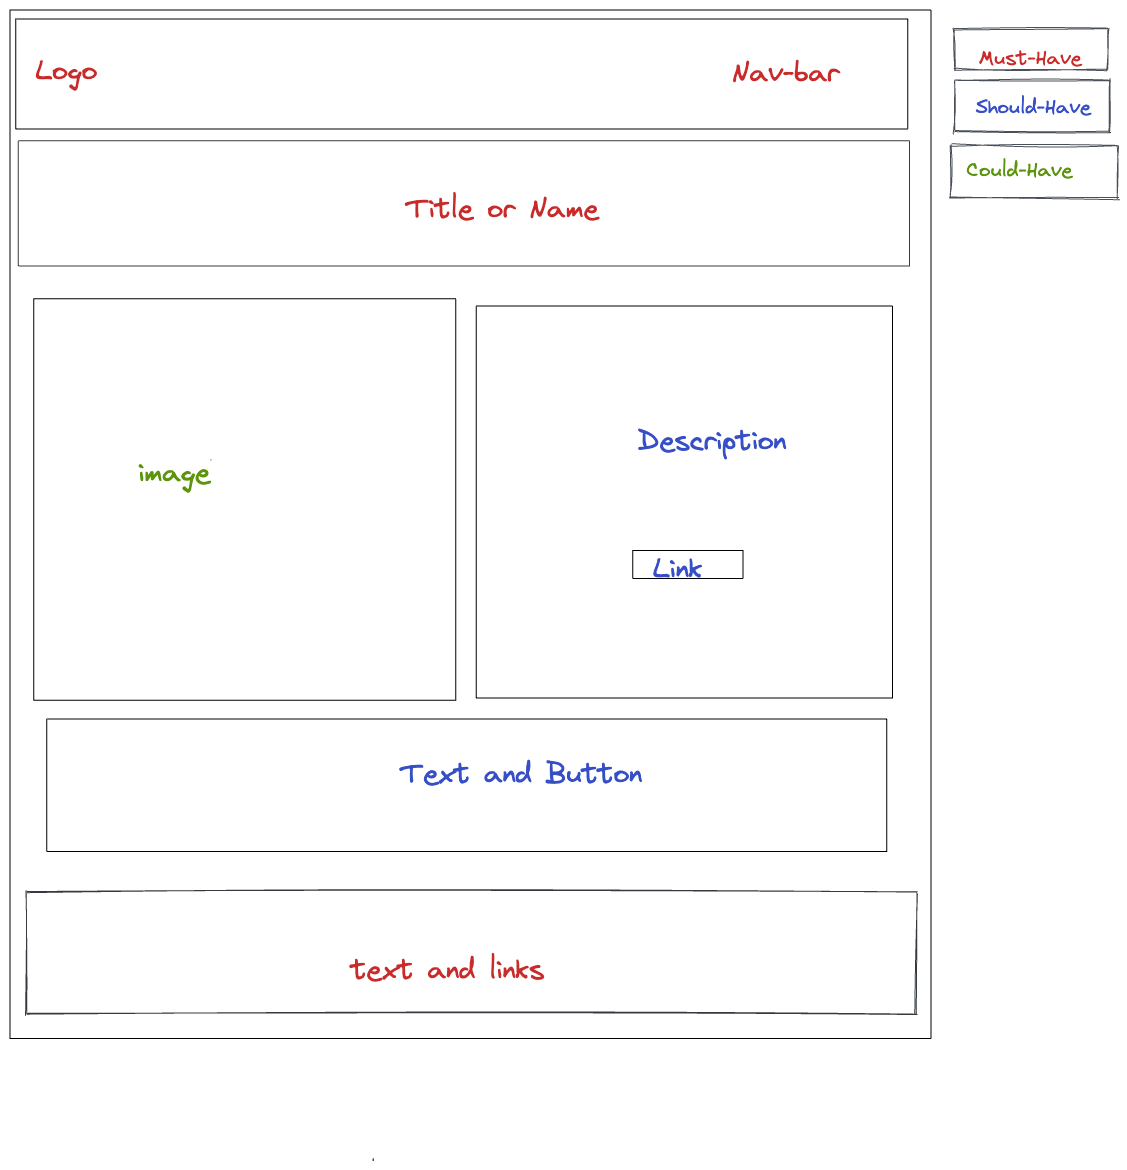 Logo
Nav-bar
Must-Have
Should-Have
Could-Have
Title or Name
image
Description
Link
Text and Button
text and links